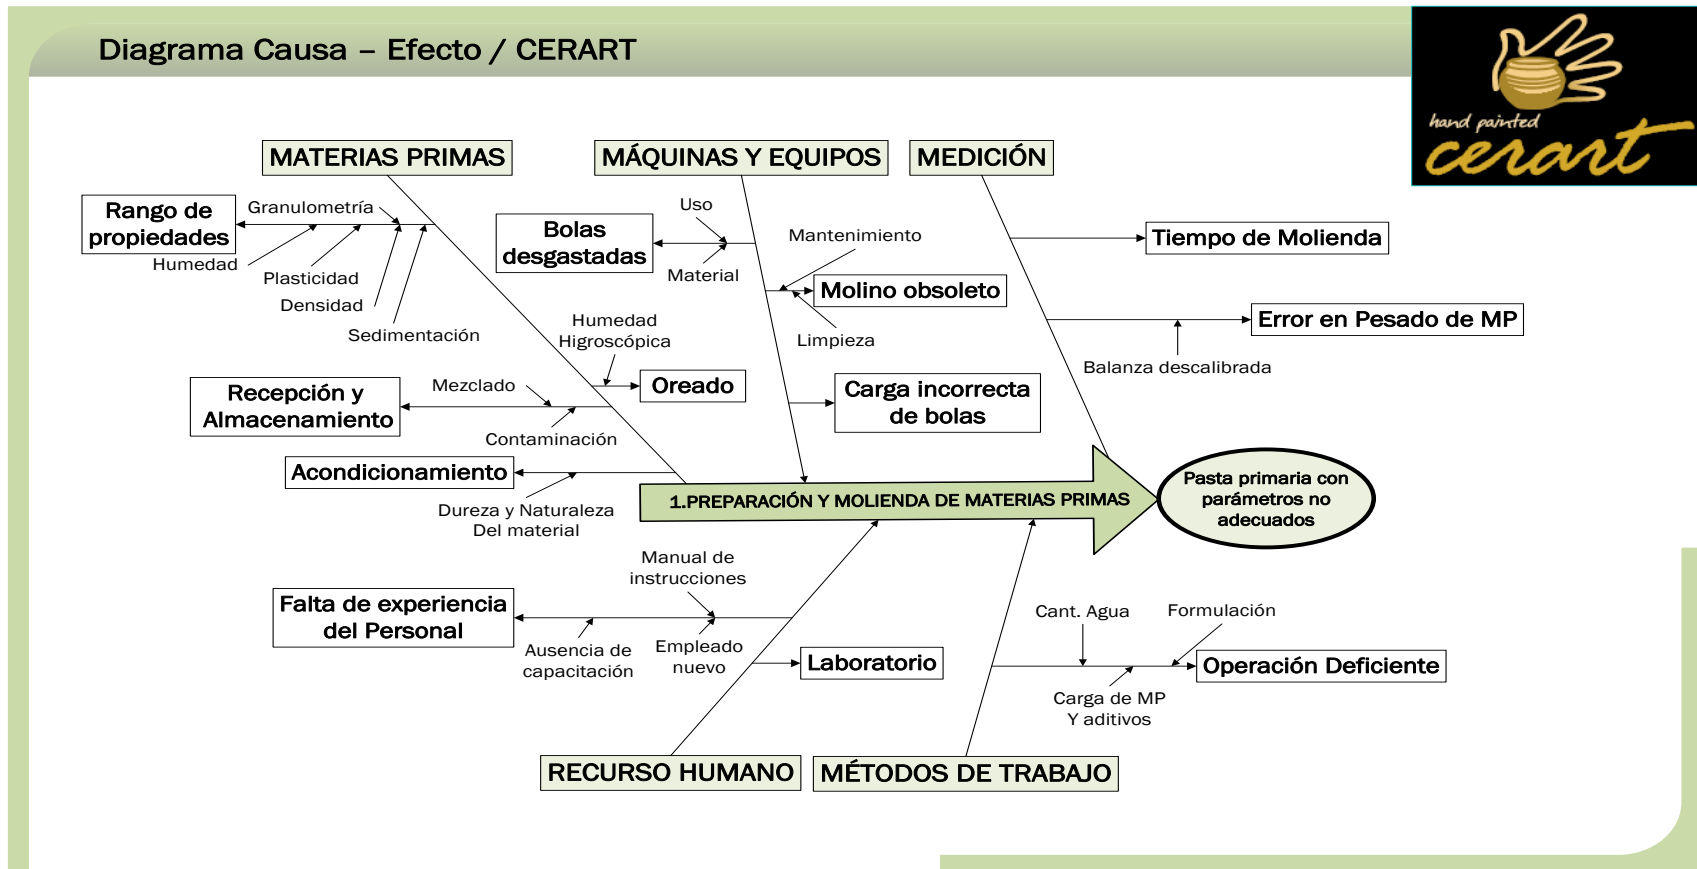 Diagrama Causa – Efecto / CERART
hand painted
cerart
MATERIAS PRIMAS
MÁQUINAS Y EQUIPOS
MEDICIÓN
Rango de
propiedades
Granulometría
Humedad
Plasticidad
Densidad
Sedimentación
Uso
Bolas
desgastadas
Material
Mantenimiento
Molino obsoleto
Limpieza
Tiempo de Molienda
Error en Pesado de MP
Balanza descalibrada
Humedad
Higroscópica
Oreado
Recepción y
Almacenamiento
Mezclado
Contaminación
Carga incorrecta
de bolas
Acondicionamiento
Dureza y Naturaleza
Del material
1.PREPARACIÓN Y MOLIENDA DE MATERIAS PRIMAS
Pasta primaria con
parámetros no
adecuados
Manual de
instrucciones
Falta de experiencia
del Personal
Ausencia de
capacitación
Empleado
nuevo
Laboratorio
Cant. Agua
Formulación
Operación Deficiente
Carga de MP
Y aditivos
RECURSO HUMANO
MÉTODOS DE TRABAJO